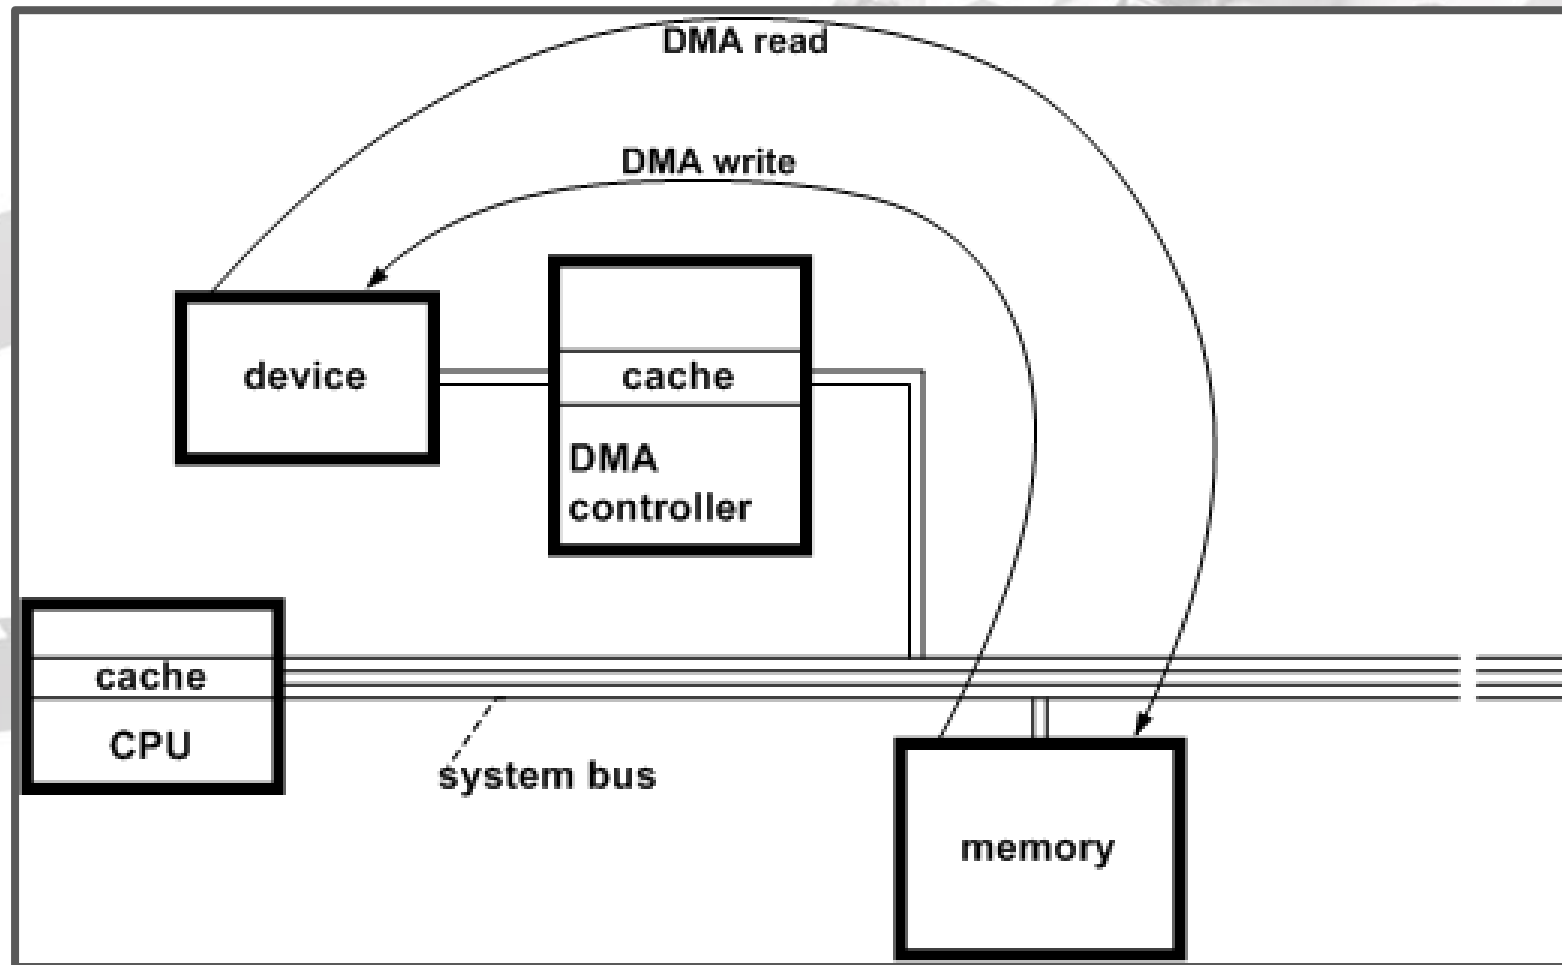 DMA read
DMA write
device
cache
DMA
controller
cache
CPU
system bus
memory